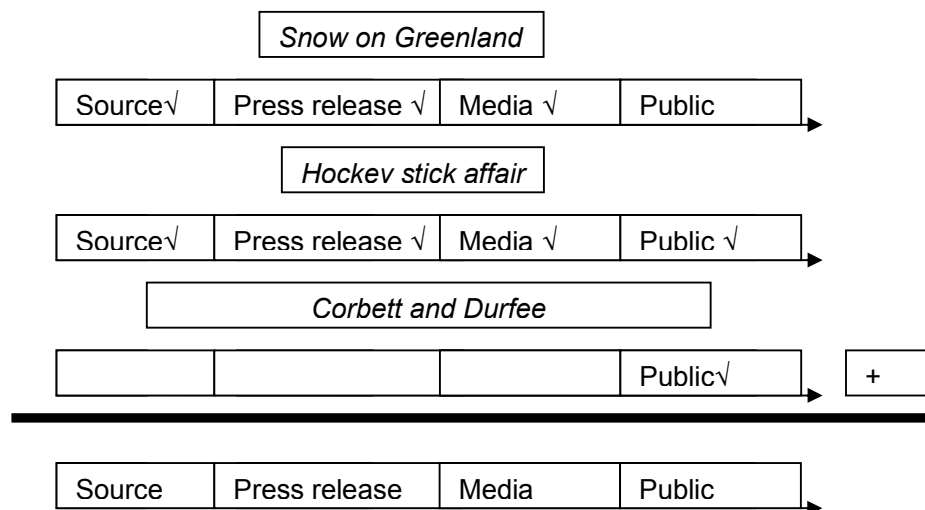 Snow on Greenland
Source√ Press release √ Media √ Public
Hockev stick affair
Source√ Press release √ Media √ Public √
Corbett and Durfee
Public√ +
Source Press release Media Public